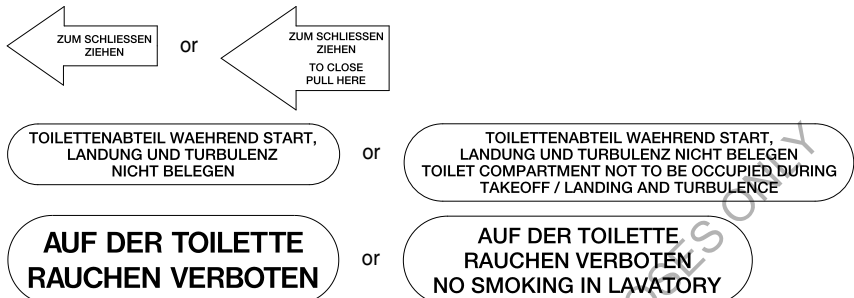 ZUM SCHLIESSEN
ZIEHEN
or
ZUM SCHLIESSEN
ZIEHEN
TO CLOSE
PULL HERE
TOILETTENABTEIL WAEHREND START,
LANDUNG UND TURBULENZ
NICHT BELEGEN
or
TOILETTENABTEIL WAEHREND START,
LANDUNG UND TURBULENZ NICHT BELEGEN
TOILET COMPARTMENT NOT TO BE OCCUPIED DURING
TAKEOFF / LANDING AND TURBULENCE
AUF DER TOILETTE
RAUCHEN VERBOTEN
or
AUF DER TOILETTE
RAUCHEN VERBOTEN
NO SMOKING IN LAVATORY
ONLY